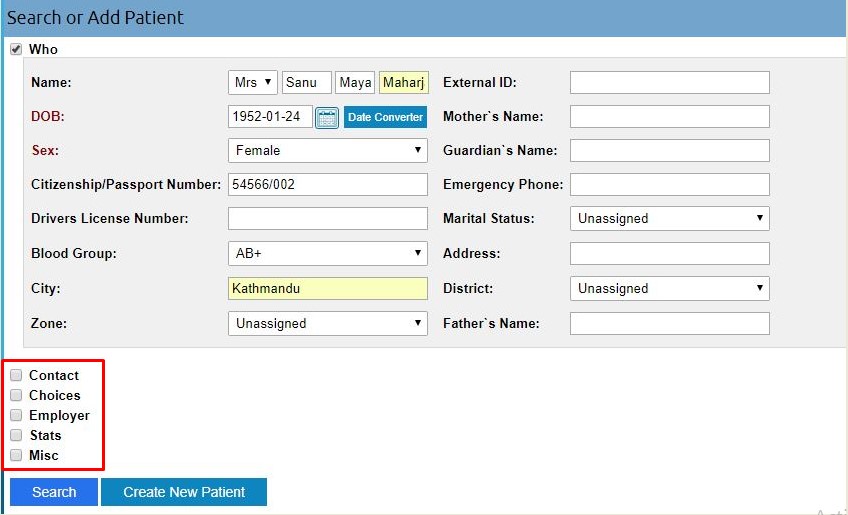 Search or Add Patient
Who
Name: Mrs Sanu Maya Maharj External ID:
DOB: 1952-01-24 Date Converter Mother`s Name:
Sex: Female Guardian`s Name:
Citizenship/Passport Number: 54566/002 Emergency Phone:
Drivers License Number: Marital Status: Unassigned
Blood Group: AB+ Address:
City: Kathmandu District: Unassigned
Zone: Unassigned Father`s Name:
Contact
Choices
Employer
Stats
Misc
Search Create New Patient